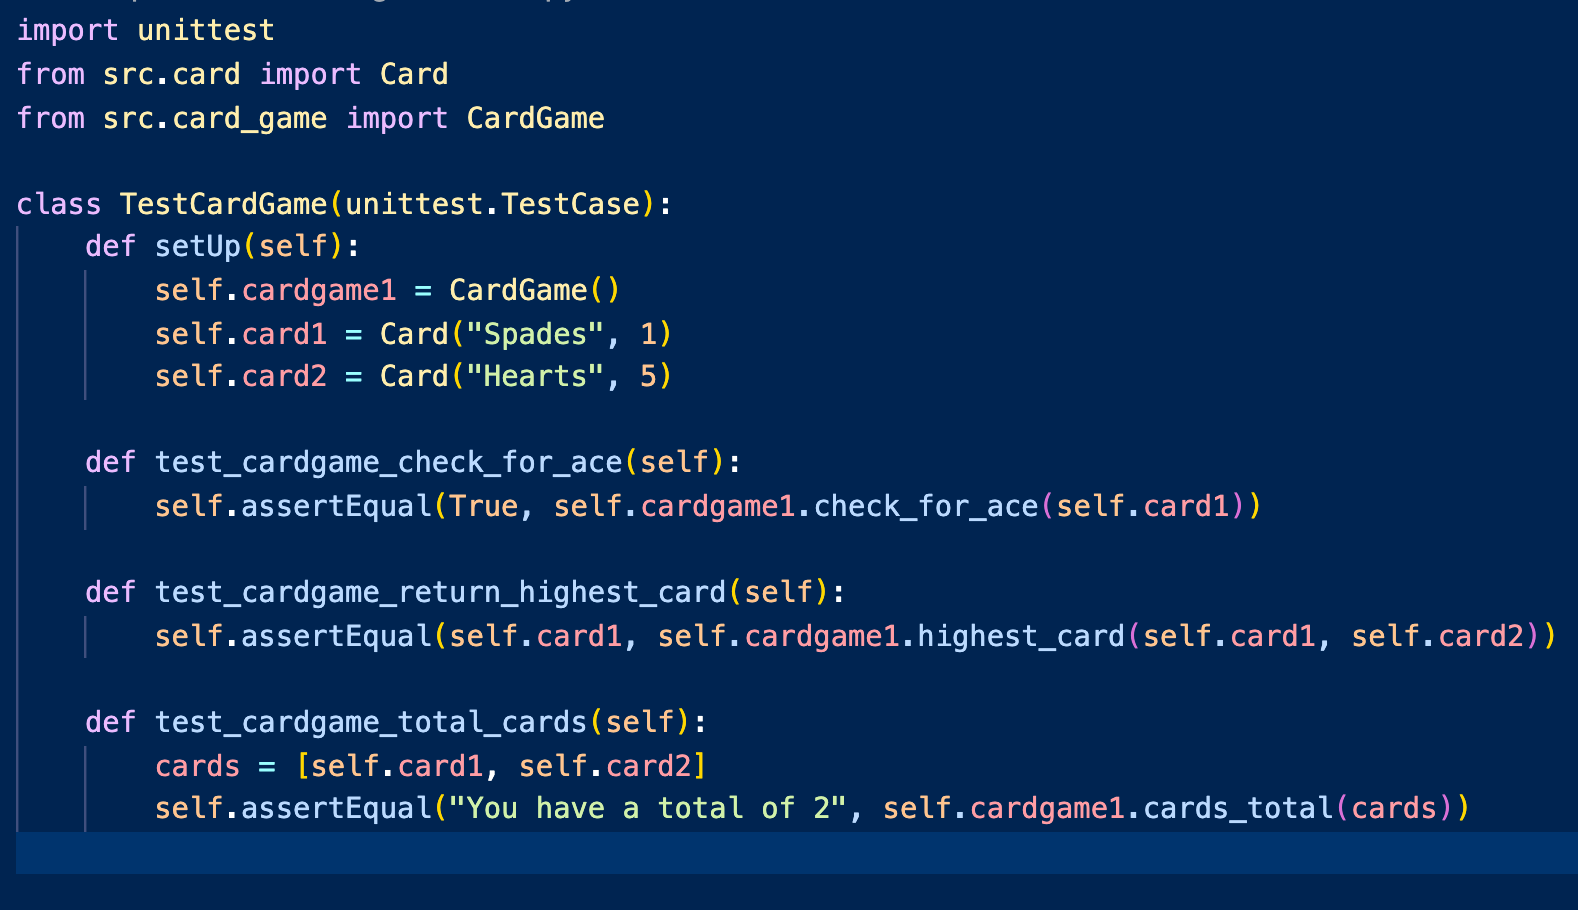 import unittest
from src.card import Card
from src.card_game import CardGame
class TestCardGame(unittest.TestCase):
    def setUp(self):
        self.cardgame1 = CardGame()
        self.card1 = Card("Spades", 1)
        self.card2 = Card("Hearts", 5)
    def test_cardgame_check_for_ace(self):
        self.assertEqual(True, self.cardgame1.check_for_ace(self.card1))
    def test_cardgame_return_highest_card(self):
        self.assertEqual(self.card1, self.cardgame1.highest_card(self.card1, self.card2))
    def test_cardgame_total_cards(self):
        cards = [self.card1, self.card2]
        self.assertEqual("You have a total of 2", self.cardgame1.cards_total(cards))